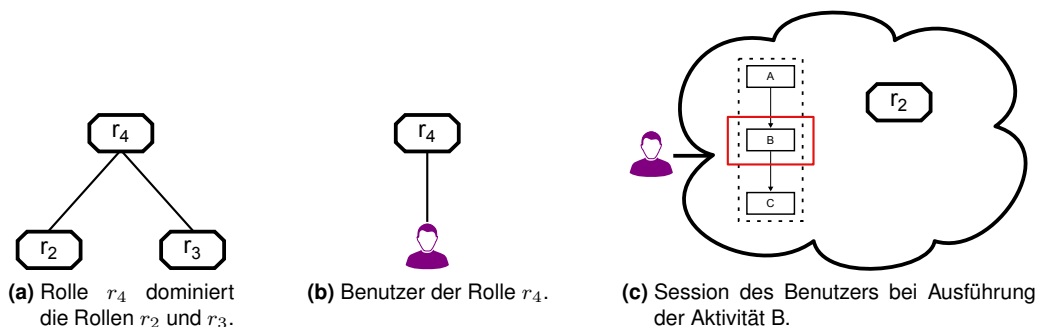 r4
r2
r3
(a) Rolle r4 dominiert
die Rollen r2 und r3.
r4
(b) Benutzer der Rolle r4.
A
B
C
r2
(c) Session des Benutzers bei Ausführung
der Aktivität B.